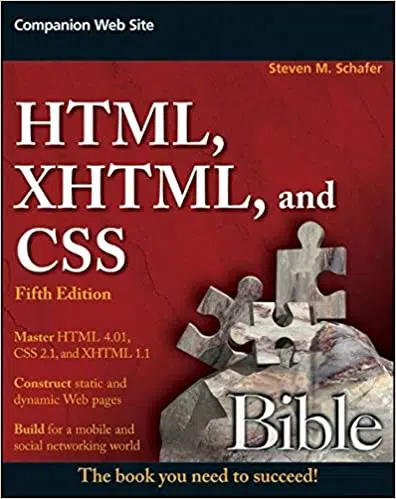 Companion Web Site
Steven M. Schafer
HTML,
XHTML, and
CSS
Fifth Edition
Master HTML 4.01,
CSS 2.1, and XHTML 1.1
Construct static and
dynamic Web pages
Build for a mobile and
social networking world
Bible
The book you need to succeed!